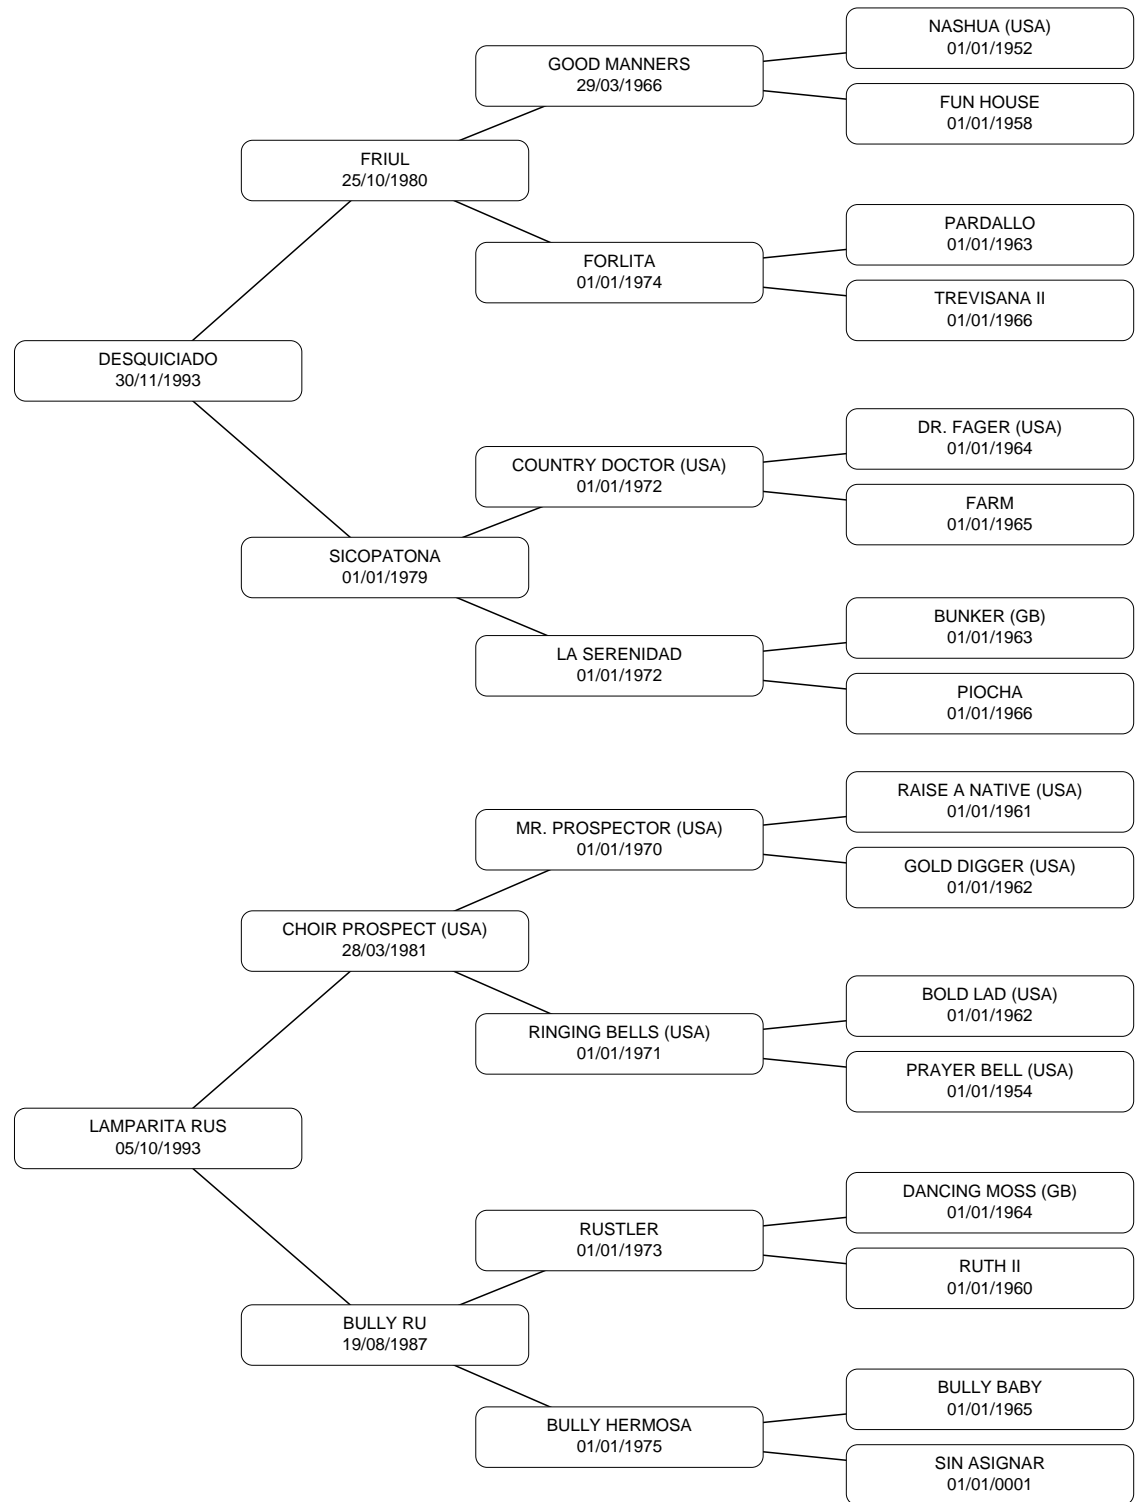 NASHUA (USA)
01/01/1952
GOOD MANNERS
29/03/1966
FUN HOUSE
01/01/1958
FRIUL
25/10/1980
PARDALLO
01/01/1963
FORLITA
01/01/1974
TREVISANA II
01/01/1966
DESQUICIADO
30/11/1993
DR. FAGER (USA)
01/01/1964
COUNTRY DOCTOR (USA)
01/01/1972
FARM
01/01/1965
SICOPATONA
01/01/1979
BUNKER (GB)
01/01/1963
LA SERENIDAD
01/01/1972
PIOCHA
01/01/1966
RAISE A NATIVE (USA)
01/01/1961
MR. PROSPECTOR (USA)
01/01/1970
GOLD DIGGER (USA)
01/01/1962
CHOIR PROSPECT (USA)
28/03/1981
BOLD LAD (USA)
01/01/1962
RINGING BELLS (USA)
01/01/1971
PRAYER BELL (USA)
01/01/1954
LAMPARITA RUS
05/10/1993
DANCING MOSS (GB)
01/01/1964
RUSTLER
01/01/1973
RUTH II
01/01/1960
BULLY RU
19/08/1987
BULLY BABY
01/01/1965
BULLY HERMOSA
01/01/1975
SIN ASIGNAR
01/01/0001